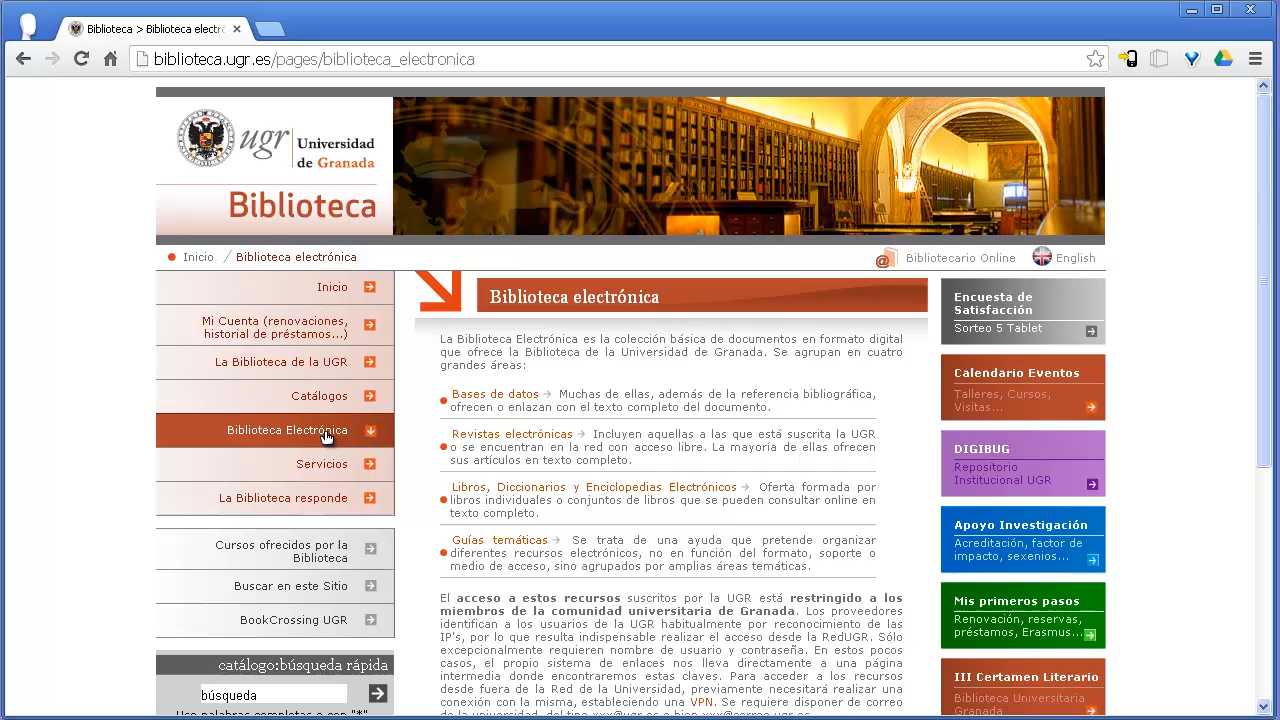 Biblioteca > Biblioteca electró
biblioteca.ugr.es/pages/biblioteca_electronica
ugr
Universidad
de Granada
Biblioteca
Inicio / Biblioteca electrónica
Bibliotecario Online
English
Inicio
Mi Cuenta (renovaciones,
historial de préstamos...)
La Biblioteca de la UGR
Catálogos
Biblioteca Electrónica
Servicios
La Biblioteca responde
Cursos ofrecidos por la
Biblioteca
Buscar en este Sitio
BookCrossing UGR
catálogo:búsqueda rápida
búsqueda
Biblioteca electrónica
La Biblioteca Electrónica es la colección básica de documentos en formato digital
que ofrece la Biblioteca de la Universidad de Granada. Se agrupan en cuatro
grandes áreas:
Bases de datos Muchas de ellas, además de la referencia bibliográfica,
ofrecen o enlazan con el texto completo del documento.
Revistas electrónicas Incluyen aquellas a las que está suscrita la UGR
o se encuentran en la red con acceso libre. La mayoría de ellas ofrecen
sus artículos en texto completo.
Libros, Diccionarios y Enciclopedias Electrónicos Oferta formada por
libros individuales o conjuntos de libros que se pueden consultar online en
texto completo.
Guías temáticas Se trata de una ayuda que pretende organizar
diferentes recursos electrónicos, no en función del formato, soporte o
medio de acceso, sino agrupados por amplias áreas temáticas.
El acceso a estos recursos suscritos por la UGR está restringido a los
miembros de la comunidad universitaria de Granada. Los proveedores
identifican a los usuarios de la UGR habitualmente por reconocimiento de las
IP's, por lo que resulta indispensable realizar el acceso desde la RedUGR. Sólo
excepcionalmente requieren nombre de usuario y contraseña. En estos pocos
casos, el propio sistema de enlaces nos lleva directamente a una página
intermedia donde encontraremos estas claves. Para acceder a los recursos
desde fuera de la Red de la Universidad, previamente necesitará realizar una
conexión con la misma, estableciendo una VPN. Se requiere disponer de correo
Encuesta de
Satisfacción
Sorteo 5 Tablet
Calendario Eventos
Talleres, Cursos,
Visitas...
DIGIBUG
Repositorio
Institucional UGR
Apoyo Investigación
Acreditación, factor de
impacto, sexenios...
Mis primeros pasos
Renovación, reservas,
préstamos, Erasmus...
III Certamen Literario
Biblioteca Universitaria
Granada